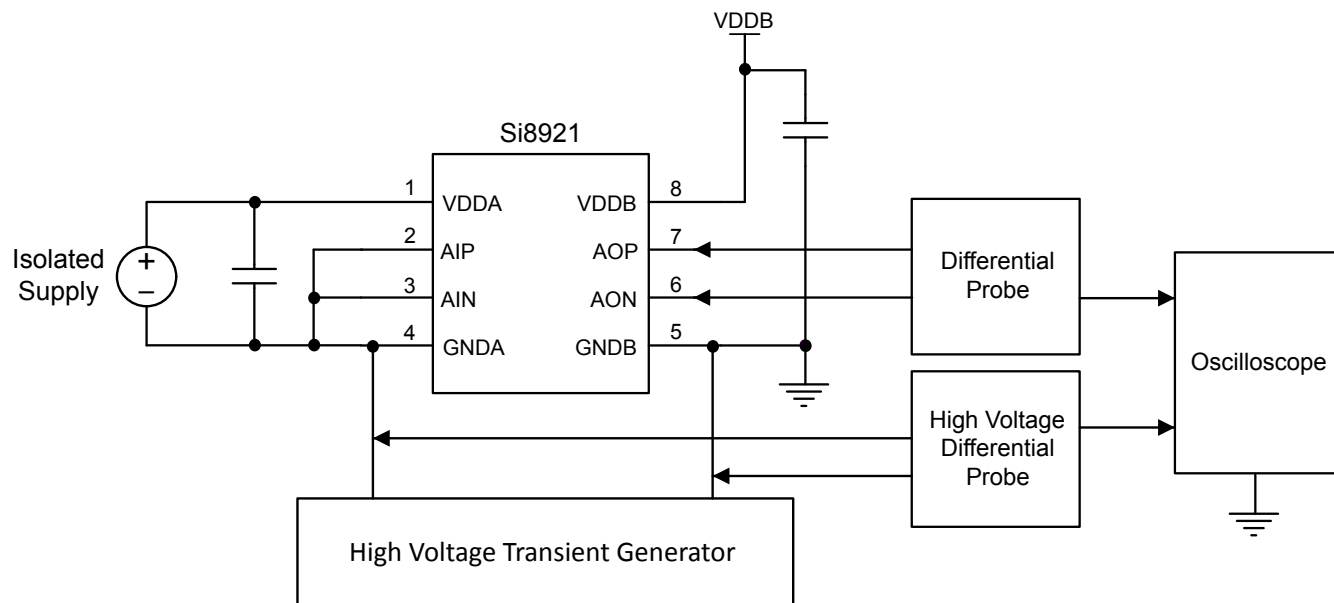 VDDB
Si8921
1
VDDA
VDDB
8
2
AIP
AOP
7
3
AIN
AON
6
4
GNDA
GNDB
5
Isolated
Supply
+
–
Differential
Probe
High Voltage
Differential
Probe
Oscilloscope
High Voltage Transient Generator